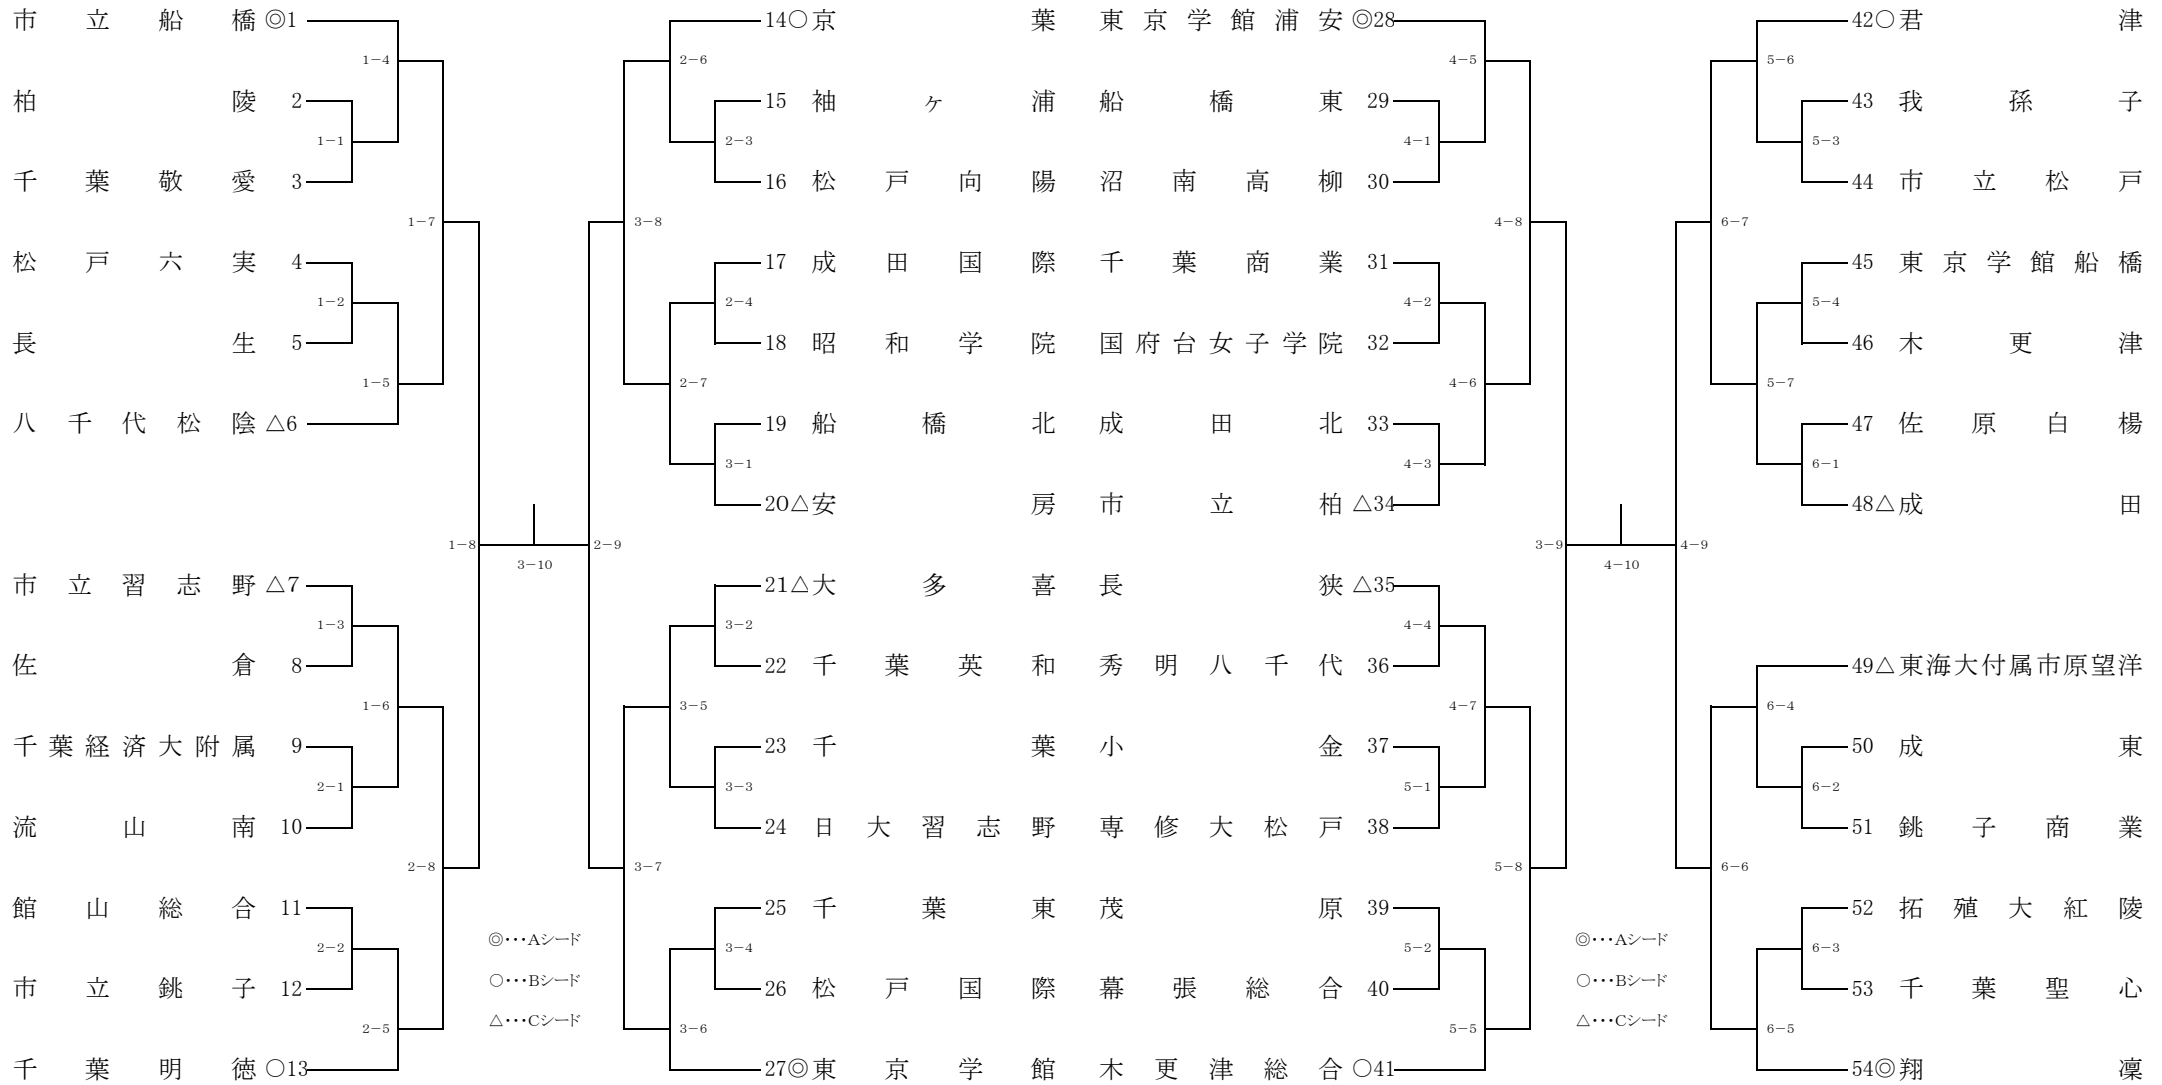 市立船橋 ◎1
1-4
柏陵 2
1-1
千葉敬愛 3
1-7
松戸六実 4
1-2
長生 5
1-5
八千代松陰 △6
1-8
市立習志野 △7
1-3
佐倉 8
1-6
千葉経済大附属 9
2-1
流山南 10
2-8
館山総合 11
2-2
市立銚子 12
2-5
千葉明徳 ○13
3-10
◎・・・Aシード
○・・・Bシード
△・・・Cシード
14○京葉
2-6
15 袖ヶ浦
2-3
16 松戸向陽
3-8
17 成田国際
2-4
18 昭和学院
2-7
19 船橋北
3-1
20△安房
2-9
21△大多喜
3-2
22 千葉英和
3-5
23 千葉
3-3
24 日大習志野
3-7
25 千葉東
3-4
26 松戸国際
3-6
27◎東京学館
東京学館浦安 ◎28
4-5
船橋東 29
4-1
沼南高柳 30
4-8
千葉商業 31
4-2
国府台女子学院 32
4-6
成田北 33
4-3
市立柏 △34
3-9
長狭 △35
4-4
秀明八千代 36
4-7
小金 37
5-1
専修大松戸 38
5-8
茂原 39
5-2
幕張総合 40
5-5
木更津総合 ○41
4-10
◎・・・Aシード
○・・・Bシード
△・・・Cシード
42○君津
5-6
43 我孫子
5-3
44 市立松戸
6-7
45 東京学館船橋
5-4
46 木更津
5-7
47 佐原白楊
6-1
48△成田
4-9
49△東海大付属市原望洋
6-4
50 成東
6-2
51 銚子商業
6-6
52 拓殖大紅陵
6-3
53 千葉聖心
6-5
54◎翔凜